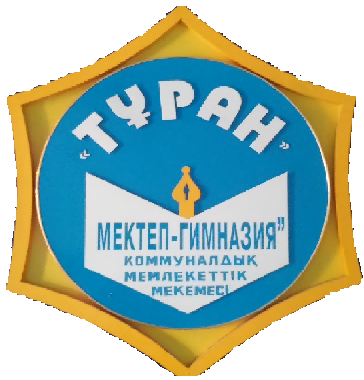 "ТҰРАН"
МЕКТЕП-ГИМНАЗИЯ"
КОММУНАЛДЫҚ
МЕМЛЕКЕТТІК
МЕКЕМЕСІ